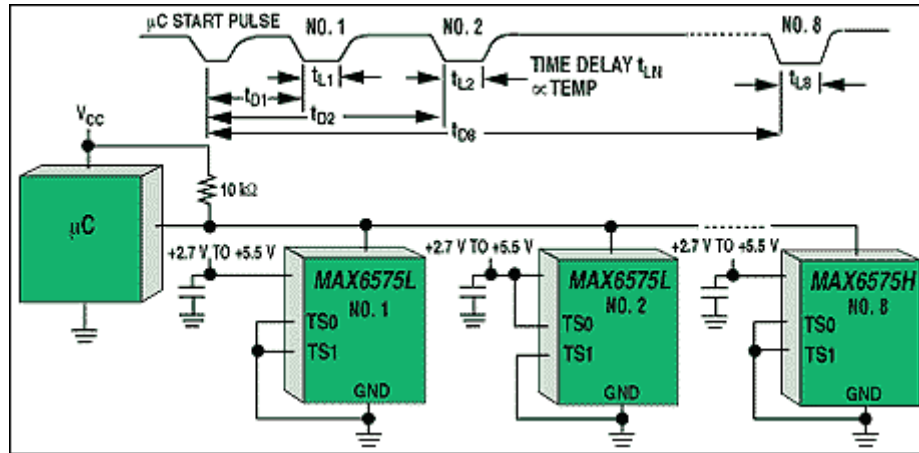 μC START PULSE
NO. 1
NO. 2
NO. 8
tL1
tL2
TIME DELAY tLN
∝ TEMP
tL8
tD1
tD2
tD8
VCC
10 kΩ
μC
+2.7 V TO +5.5 V
+2.7 V TO +5.5 V
+2.7 V TO +5.5 V
MAX6575L
NO. 1
TS0
TS1
GND
MAX6575L
NO. 2
TS0
TS1
GND
MAX6575H
NO. 8
TS0
TS1
GND